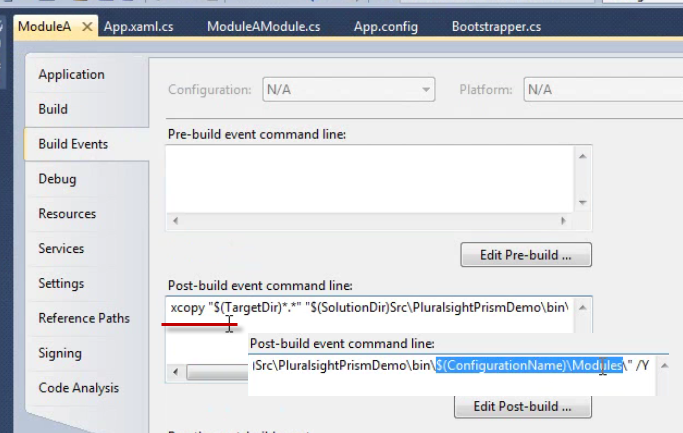 ModuleA App.xaml.cs ModuleAModule.cs App.config Bootstrapper.cs
Application
Configuration: N/A Platform: N/A
Build
Build Events
Pre-build event command line:
Debug
Resources
Services
Edit Pre-build ...
Settings
Post-build event command line:
xcopy "$(TargetDir)*.*" "$(SolutionDir)Src\PluralsightPrismDemo\bin\
Reference Paths
Post-build event command line:
)Src\PluralsightPrismDemo\bin\$(ConfigurationName)\Modules\" /Y
Signing
Code Analysis
Edit Post-build ...